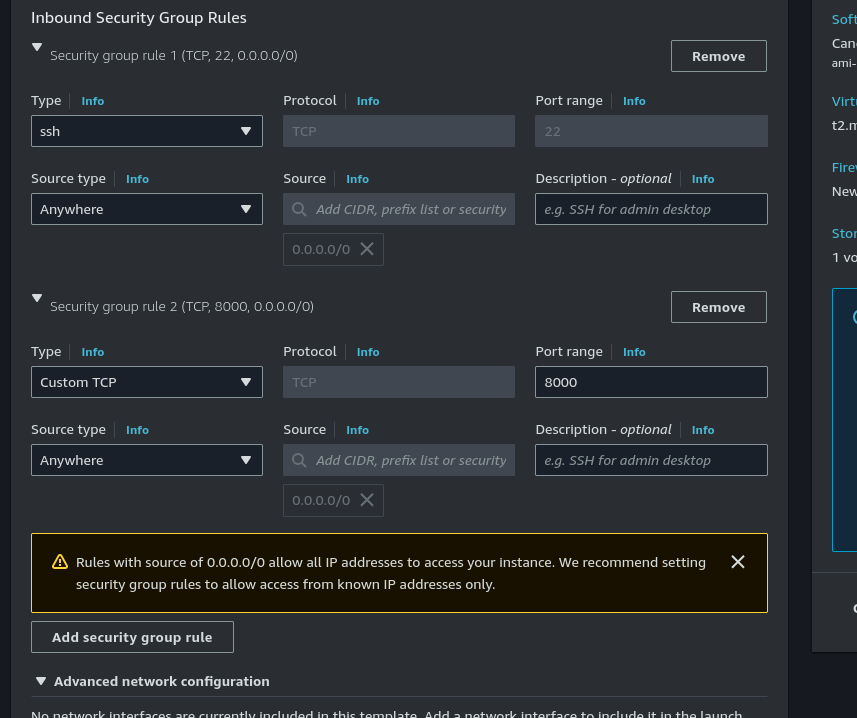 Inbound Security Group Rules
Security group rule 1 (TCP, 22, 0.0.0.0/0)
Remove
Type Info Protocol Info Port range Info
ssh TCP 22
Source type Info Source Info Description - optional Info
Anywhere Add CIDR, prefix list or security e.g. SSH for admin desktop
0.0.0.0/0
Security group rule 2 (TCP, 8000, 0.0.0.0/0)
Remove
Type Info Protocol Info Port range Info
Custom TCP TCP 8000
Source type Info Source Info Description - optional Info
Anywhere Add CIDR, prefix list or security e.g. SSH for admin desktop
0.0.0.0/0
Rules with source of 0.0.0.0/0 allow all IP addresses to access your instance. We recommend setting
security group rules to allow access from known IP addresses only.
Add security group rule
Advanced network configuration
No network interfaces are currently included in this template. Add a network interface to include it in the launch
Soft
Can
ami-
Virtu
t2.m
Firew
New
Stor
1 vo